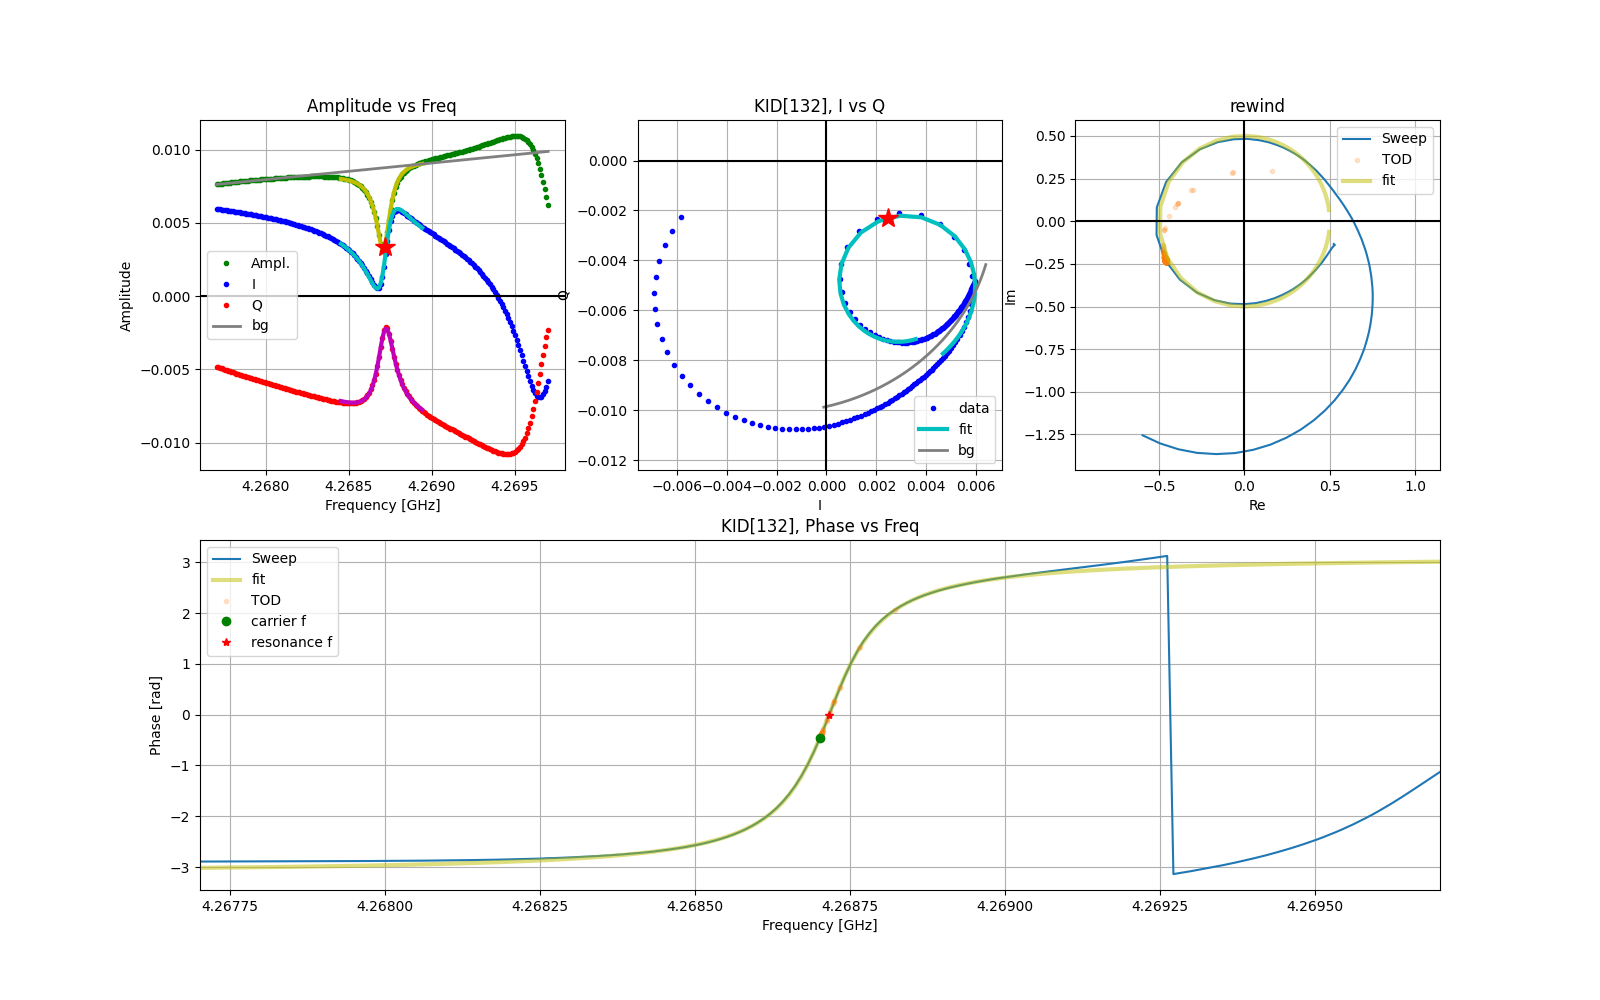 Amplitude vs Freq
0.010
0.005
0.000
−0.005
−0.010
Amplitude
Ampl.
I
Q
bg
4.2680 4.2685 4.2690 4.2695
Frequency [GHz]
KID[132], I vs Q
0.000
−0.002
−0.004
−0.006
−0.008
−0.010
−0.012
Q
data
fit
bg
−0.006 −0.004 −0.002 0.000 0.002 0.004 0.006
I
rewind
0.50
0.25
0.00
−0.25
−0.50
−0.75
−1.00
−1.25
Im
Sweep
TOD
fit
−0.5 0.0 0.5 1.0
Re
KID[132], Phase vs Freq
3
2
1
0
−1
−2
−3
Phase [rad]
Sweep
fit
TOD
carrier f
resonance f
4.26775 4.26800 4.26825 4.26850 4.26875 4.26900 4.26925 4.26950
Frequency [GHz]